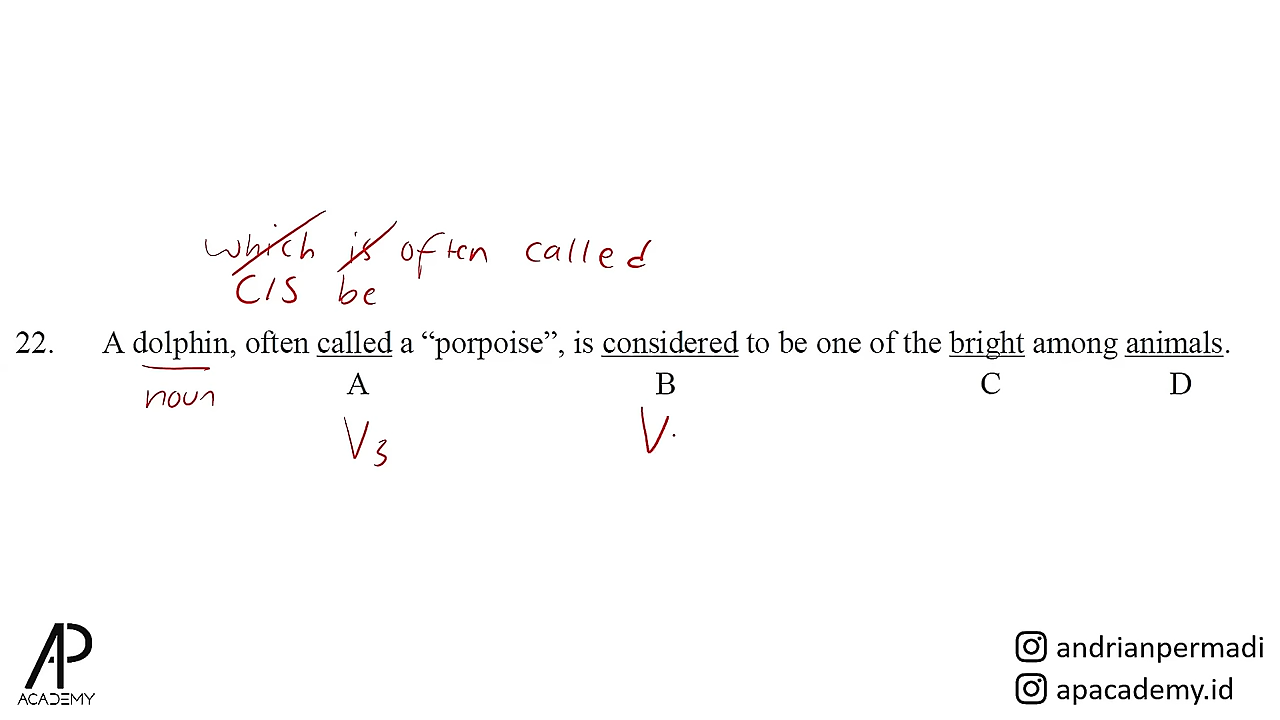 which is often called
C/S be
22. A dolphin, often called a “porpoise”, is considered to be one of the bright among animals.
noun A B C D
V3 V
AP
ACADEMY
andrianpermadi
apacademy.id